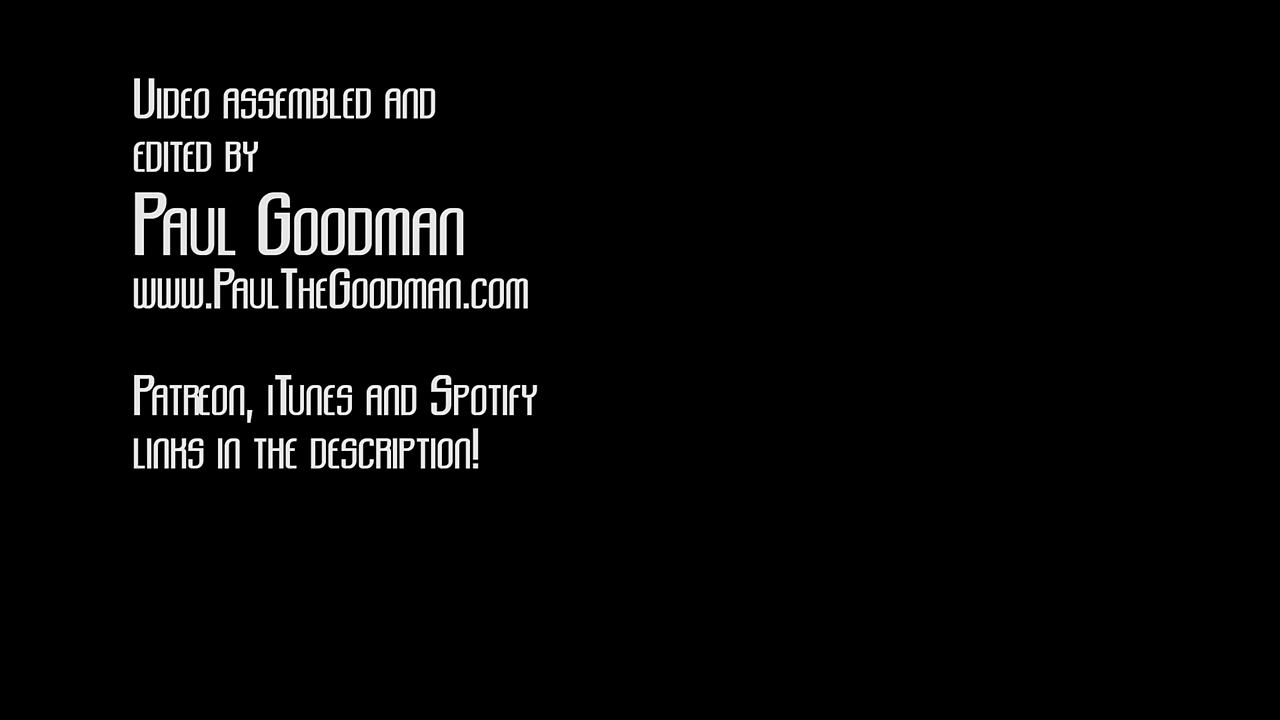 Video assembled and
edited by
Paul Goodman
www.PaulTheGoodman.com
Patreon, iTunes and Spotify
links in the description!